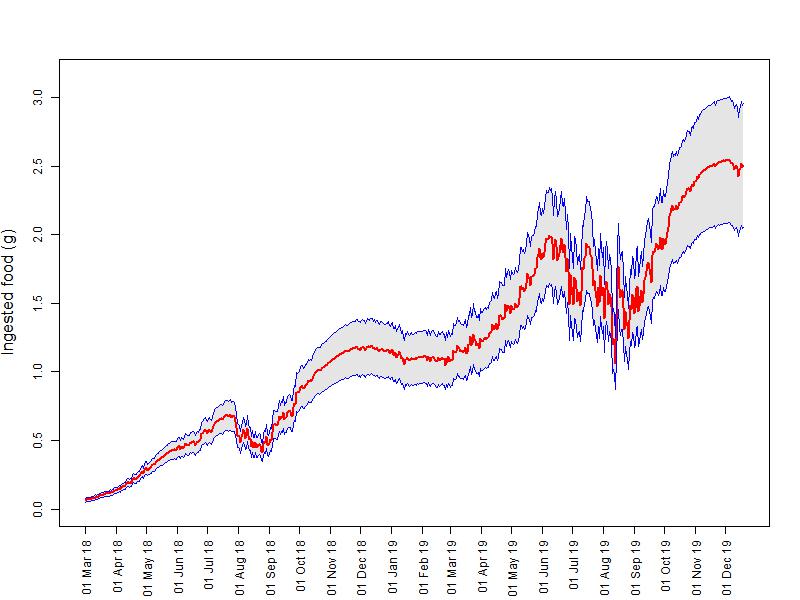 Ingested food (g)
3.0
2.5
2.0
1.5
1.0
0.5
0.0
01 Mar 18
01 Apr 18
01 May 18
01 Jun 18
01 Jul 18
01 Aug 18
01 Sep 18
01 Oct 18
01 Nov 18
01 Dec 18
01 Jan 19
01 Feb 19
01 Mar 19
01 Apr 19
01 May 19
01 Jun 19
01 Jul 19
01 Aug 19
01 Sep 19
01 Oct 19
01 Nov 19
01 Dec 19